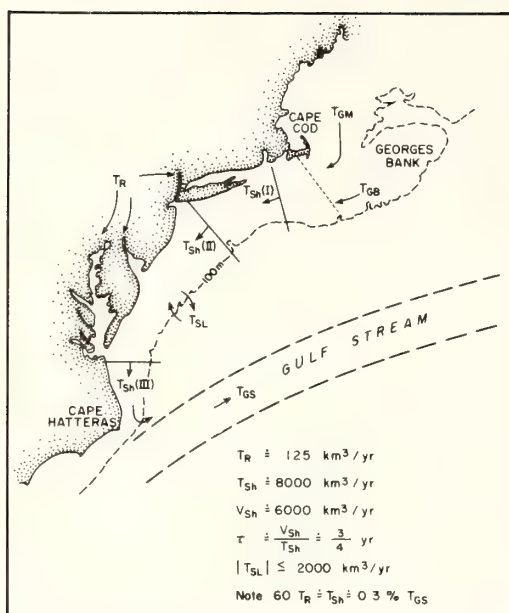 CAPE
COD
T_GM
GEORGES
BANK
T_R
T_Sh(I)
T_GB
T_Sh(II)
100m
T_SL
GULF STREAM
T_Sh(III)
T_GS
CAPE
HATTERAS
T_R ≐ 125 km³/yr
T_Sh ≐ 8000 km³/yr
V_Sh ≐ 6000 km³/yr
τ ≐ V_Sh/T_Sh ≐ 3/4 yr
|T_SL| ≤ 2000 km³/yr
Note 60 T_R ≐ T_Sh ≐ 0 3 % T_GS